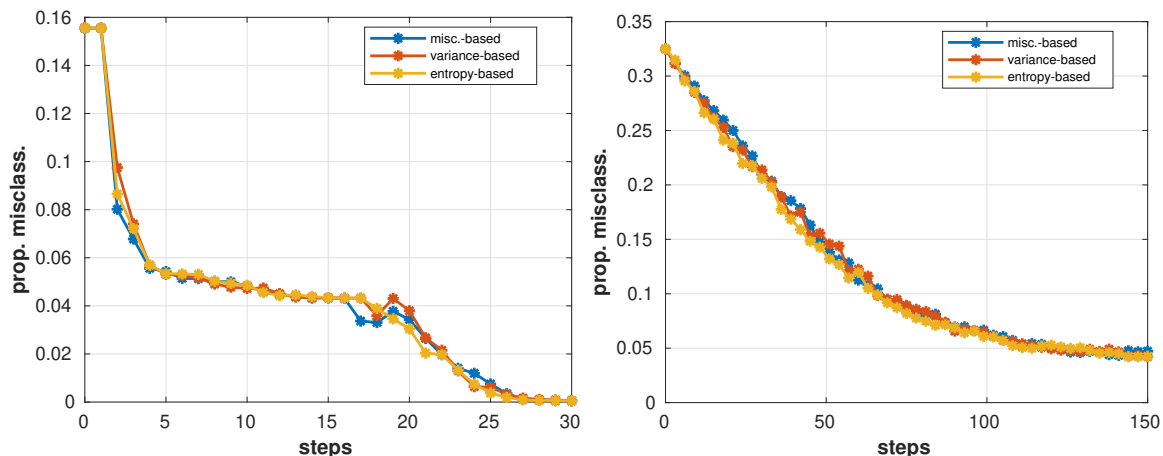 0.16
0.14
0.12
0.1
0.08
0.06
0.04
0.02
0
prop. misclass.
misc.-based
variance-based
entropy-based
0 5 10 15 20 25 30
steps
0.35
0.3
0.25
0.2
0.15
0.1
0.05
0
prop. misclass.
misc.-based
variance-based
entropy-based
0 50 100 150
steps